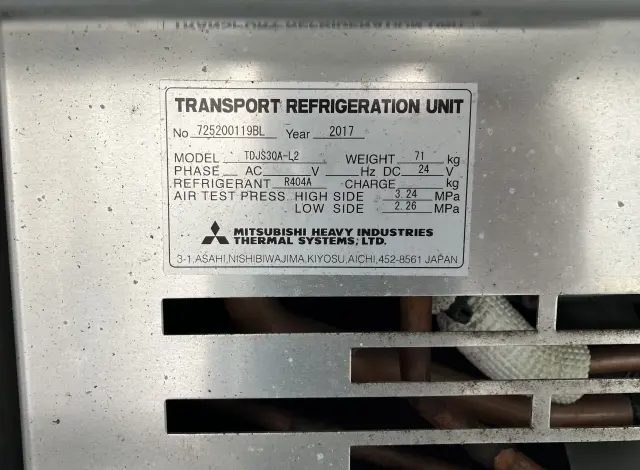 TRANSPORT REFRIGERATION UNIT
No 725200119BL Year 2017
MODEL TDJS30A-L2 WEIGHT 71 kg
PHASE AC V Hz DC 24 V
REFRIGERANT R404A CHARGE kg
AIR TEST PRESS. HIGH SIDE 3.24 MPa
LOW SIDE 2.26 MPa
MITSUBISHI HEAVY INDUSTRIES
THERMAL SYSTEMS, LTD.
3-1, ASAHI, NISHIBIWAJIMA, KIYOSU, AICHI, 452-8561 JAPAN